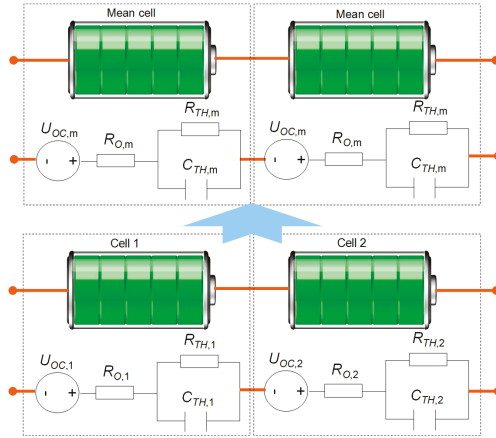 Mean cell
Mean cell
U_OC,m
R_O,m
R_TH,m
C_TH,m
U_OC,m
R_O,m
R_TH,m
C_TH,m
- +
- +
Cell 1
Cell 2
U_OC,1
R_O,1
R_TH,1
C_TH,1
U_OC,2
R_O,2
R_TH,2
C_TH,2
- +
- +